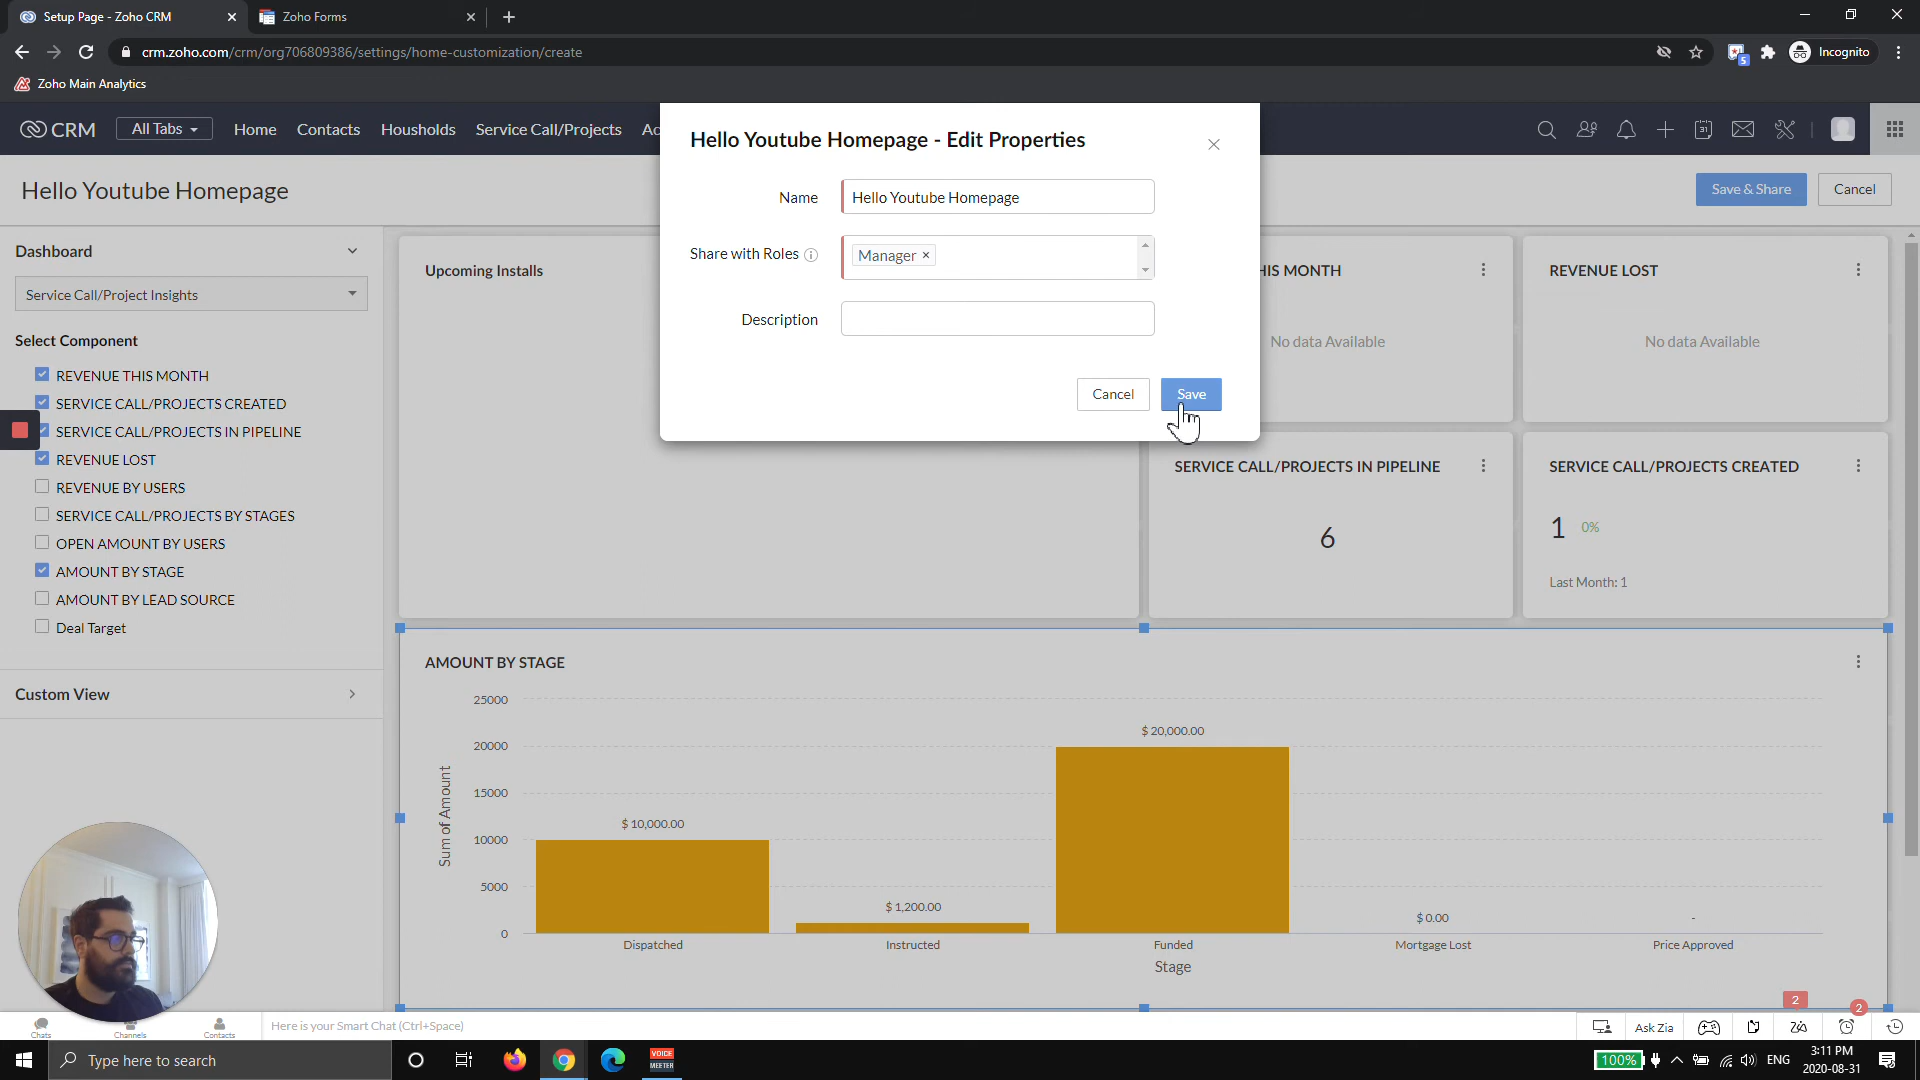 Setup Page - Zoho CRM
Zoho Forms
crm.zoho.com/crm/org706809386/settings/home-customization/create
5
Incognito
Zoho Main Analytics
CRM
All Tabs
Home
Contacts
Housholds
Service Call/Projects
Ac
31
Hello Youtube Homepage - Edit Properties
Name
Hello Youtube Homepage
Share with Roles
Manager ×
Description
Cancel
Save
Hello Youtube Homepage
Save & Share
Cancel
Dashboard
Service Call/Project Insights
Select Component
REVENUE THIS MONTH
SERVICE CALL/PROJECTS CREATED
SERVICE CALL/PROJECTS IN PIPELINE
REVENUE LOST
REVENUE BY USERS
SERVICE CALL/PROJECTS BY STAGES
OPEN AMOUNT BY USERS
AMOUNT BY STAGE
AMOUNT BY LEAD SOURCE
Deal Target
Custom View
Upcoming Installs
HIS MONTH
No data Available
REVENUE LOST
No data Available
SERVICE CALL/PROJECTS IN PIPELINE
6
SERVICE CALL/PROJECTS CREATED
1 0%
Last Month: 1
AMOUNT BY STAGE
25000
20000
15000
10000
5000
0
Sum of Amount
$ 10,000.00
$ 1,200.00
$ 20,000.00
$ 0.00
-
Dispatched
Instructed
Funded
Mortgage Lost
Price Approved
Stage
Chats
Channels
Contacts
Here is your Smart Chat (Ctrl+Space)
Ask Zia
2
2
Type here to search
VOICE
MEETER
100%
ENG
3:11 PM
2020-08-31